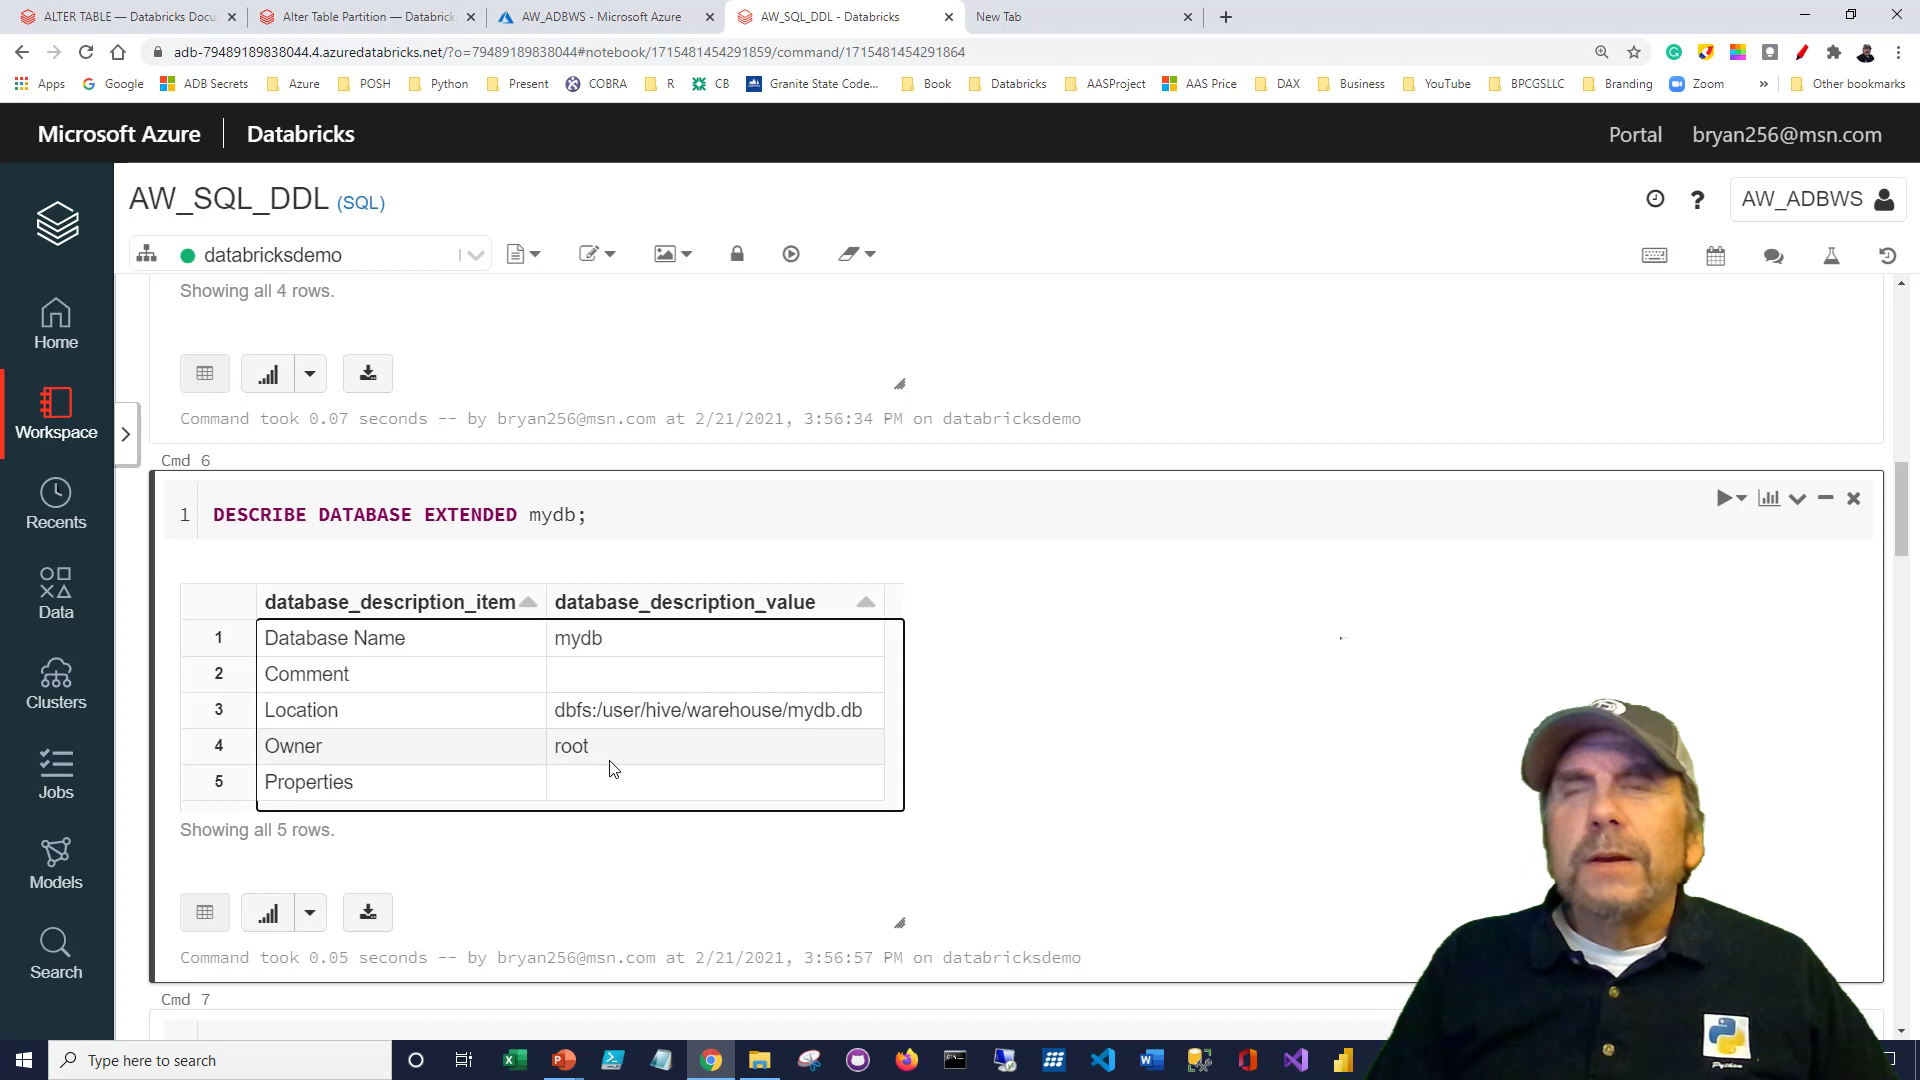 ALTER TABLE — Databricks Docu
Alter Table Partition — Databrick
AW_ADBWS - Microsoft Azure
AW_SQL_DDL - Databricks
New Tab
adb-79489189838044.4.azuredatabricks.net/?o=79489189838044#notebook/1715481454291859/command/1715481454291864
Apps
Google
ADB Secrets
Azure
POSH
Python
Present
COBRA
R
CB
Granite State Code...
Book
Databricks
AASProject
AAS Price
DAX
Business
YouTube
BPCGSLLC
Branding
Zoom
»
Other bookmarks
Microsoft Azure
Databricks
Portal
bryan256@msn.com
AW_SQL_DDL (SQL)
AW_ADBWS
databricksdemo
Home
Workspace
Recents
Data
Clusters
Jobs
Models
Search
Showing all 4 rows.
Command took 0.07 seconds -- by bryan256@msn.com at 2/21/2021, 3:56:34 PM on databricksdemo
Cmd 6
1 DESCRIBE DATABASE EXTENDED mydb;
database_description_item database_description_value
1 Database Name mydb
2 Comment
3 Location dbfs:/user/hive/warehouse/mydb.db
4 Owner root
5 Properties
Showing all 5 rows.
Command took 0.05 seconds -- by bryan256@msn.com at 2/21/2021, 3:56:57 PM on databricksdemo
Cmd 7
Type here to search
Python